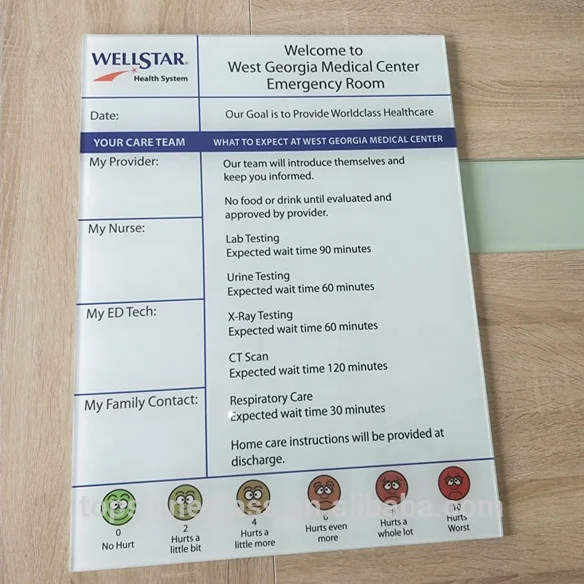 WELLSTAR®
Health System
Welcome to
West Georgia Medical Center
Emergency Room
Date:
Our Goal is to Provide Worldclass Healthcare
YOUR CARE TEAM
WHAT TO EXPECT AT WEST GEORGIA MEDICAL CENTER
My Provider:
Our team will introduce themselves and
keep you informed.
No food or drink until evaluated and
approved by provider.
My Nurse:
Lab Testing
Expected wait time 90 minutes
Urine Testing
Expected wait time 60 minutes
My ED Tech:
X-Ray Testing
Expected wait time 60 minutes
CT Scan
Expected wait time 120 minutes
My Family Contact:
Respiratory Care
Expected wait time 30 minutes
Home care instructions will be provided at
discharge.
0
No Hurt
2
Hurts a
little bit
4
Hurts a
little more
6
Hurts even
more
8
Hurts a
whole lot
10
Hurts
Worst